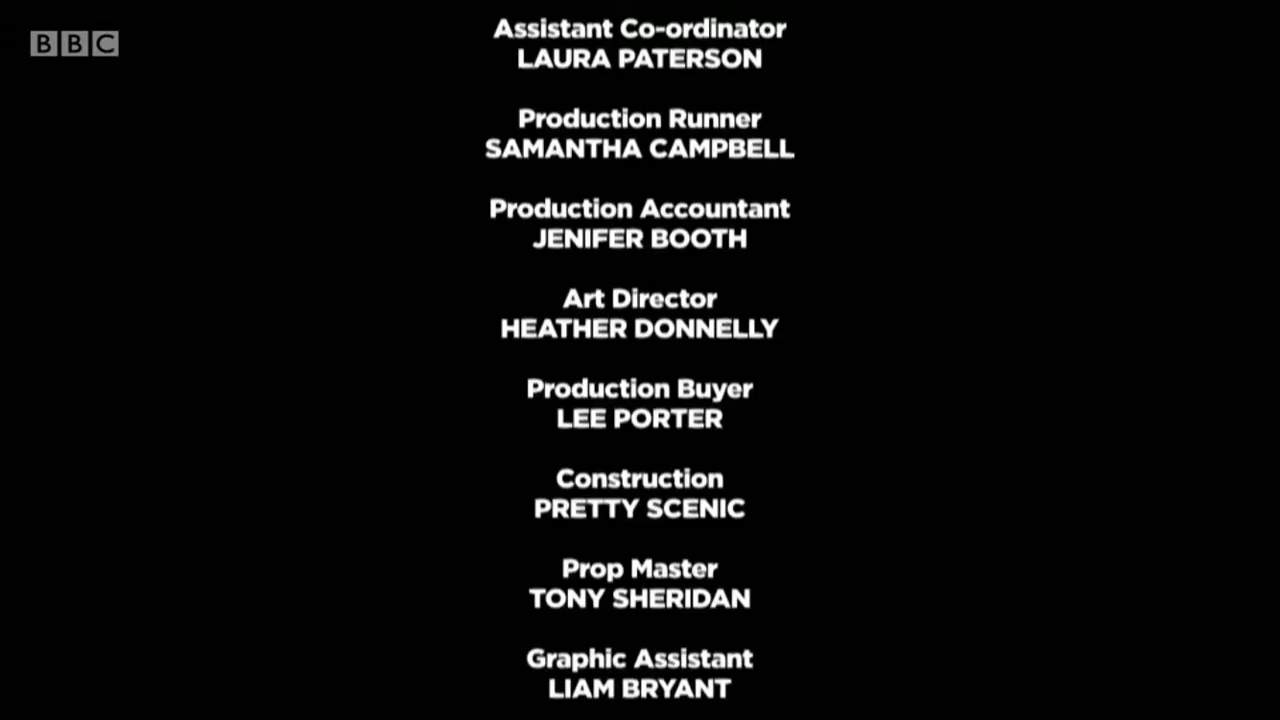 BBC
Assistant Co-ordinator
LAURA PATERSON
Production Runner
SAMANTHA CAMPBELL
Production Accountant
JENIFER BOOTH
Art Director
HEATHER DONNELLY
Production Buyer
LEE PORTER
Construction
PRETTY SCENIC
Prop Master
TONY SHERIDAN
Graphic Assistant
LIAM BRYANT